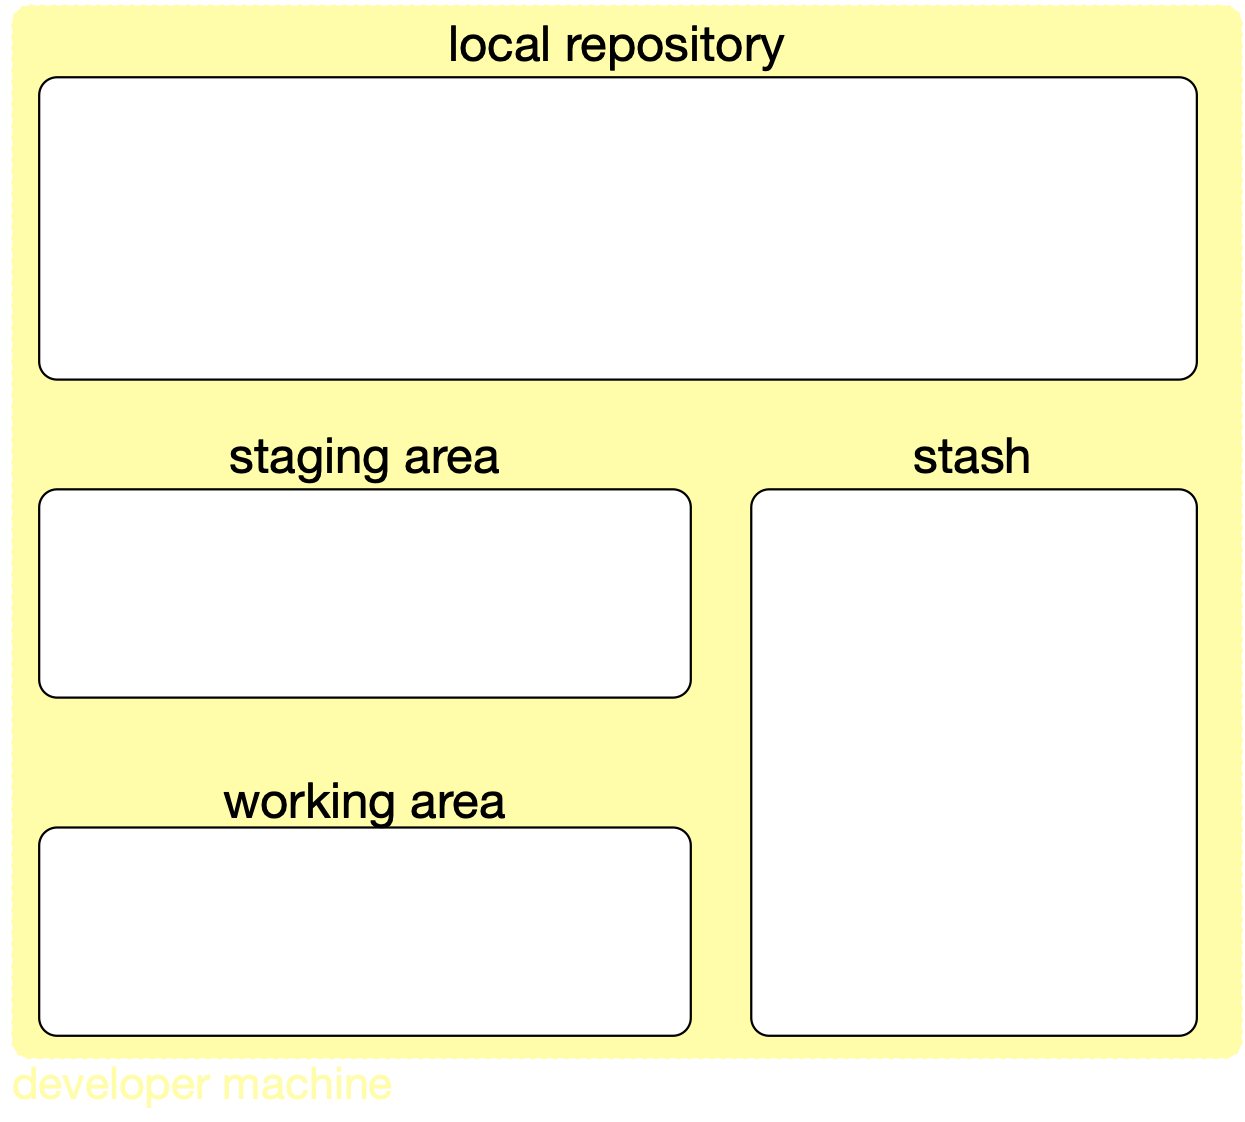 local repository
staging area
stash
working area
developer machine